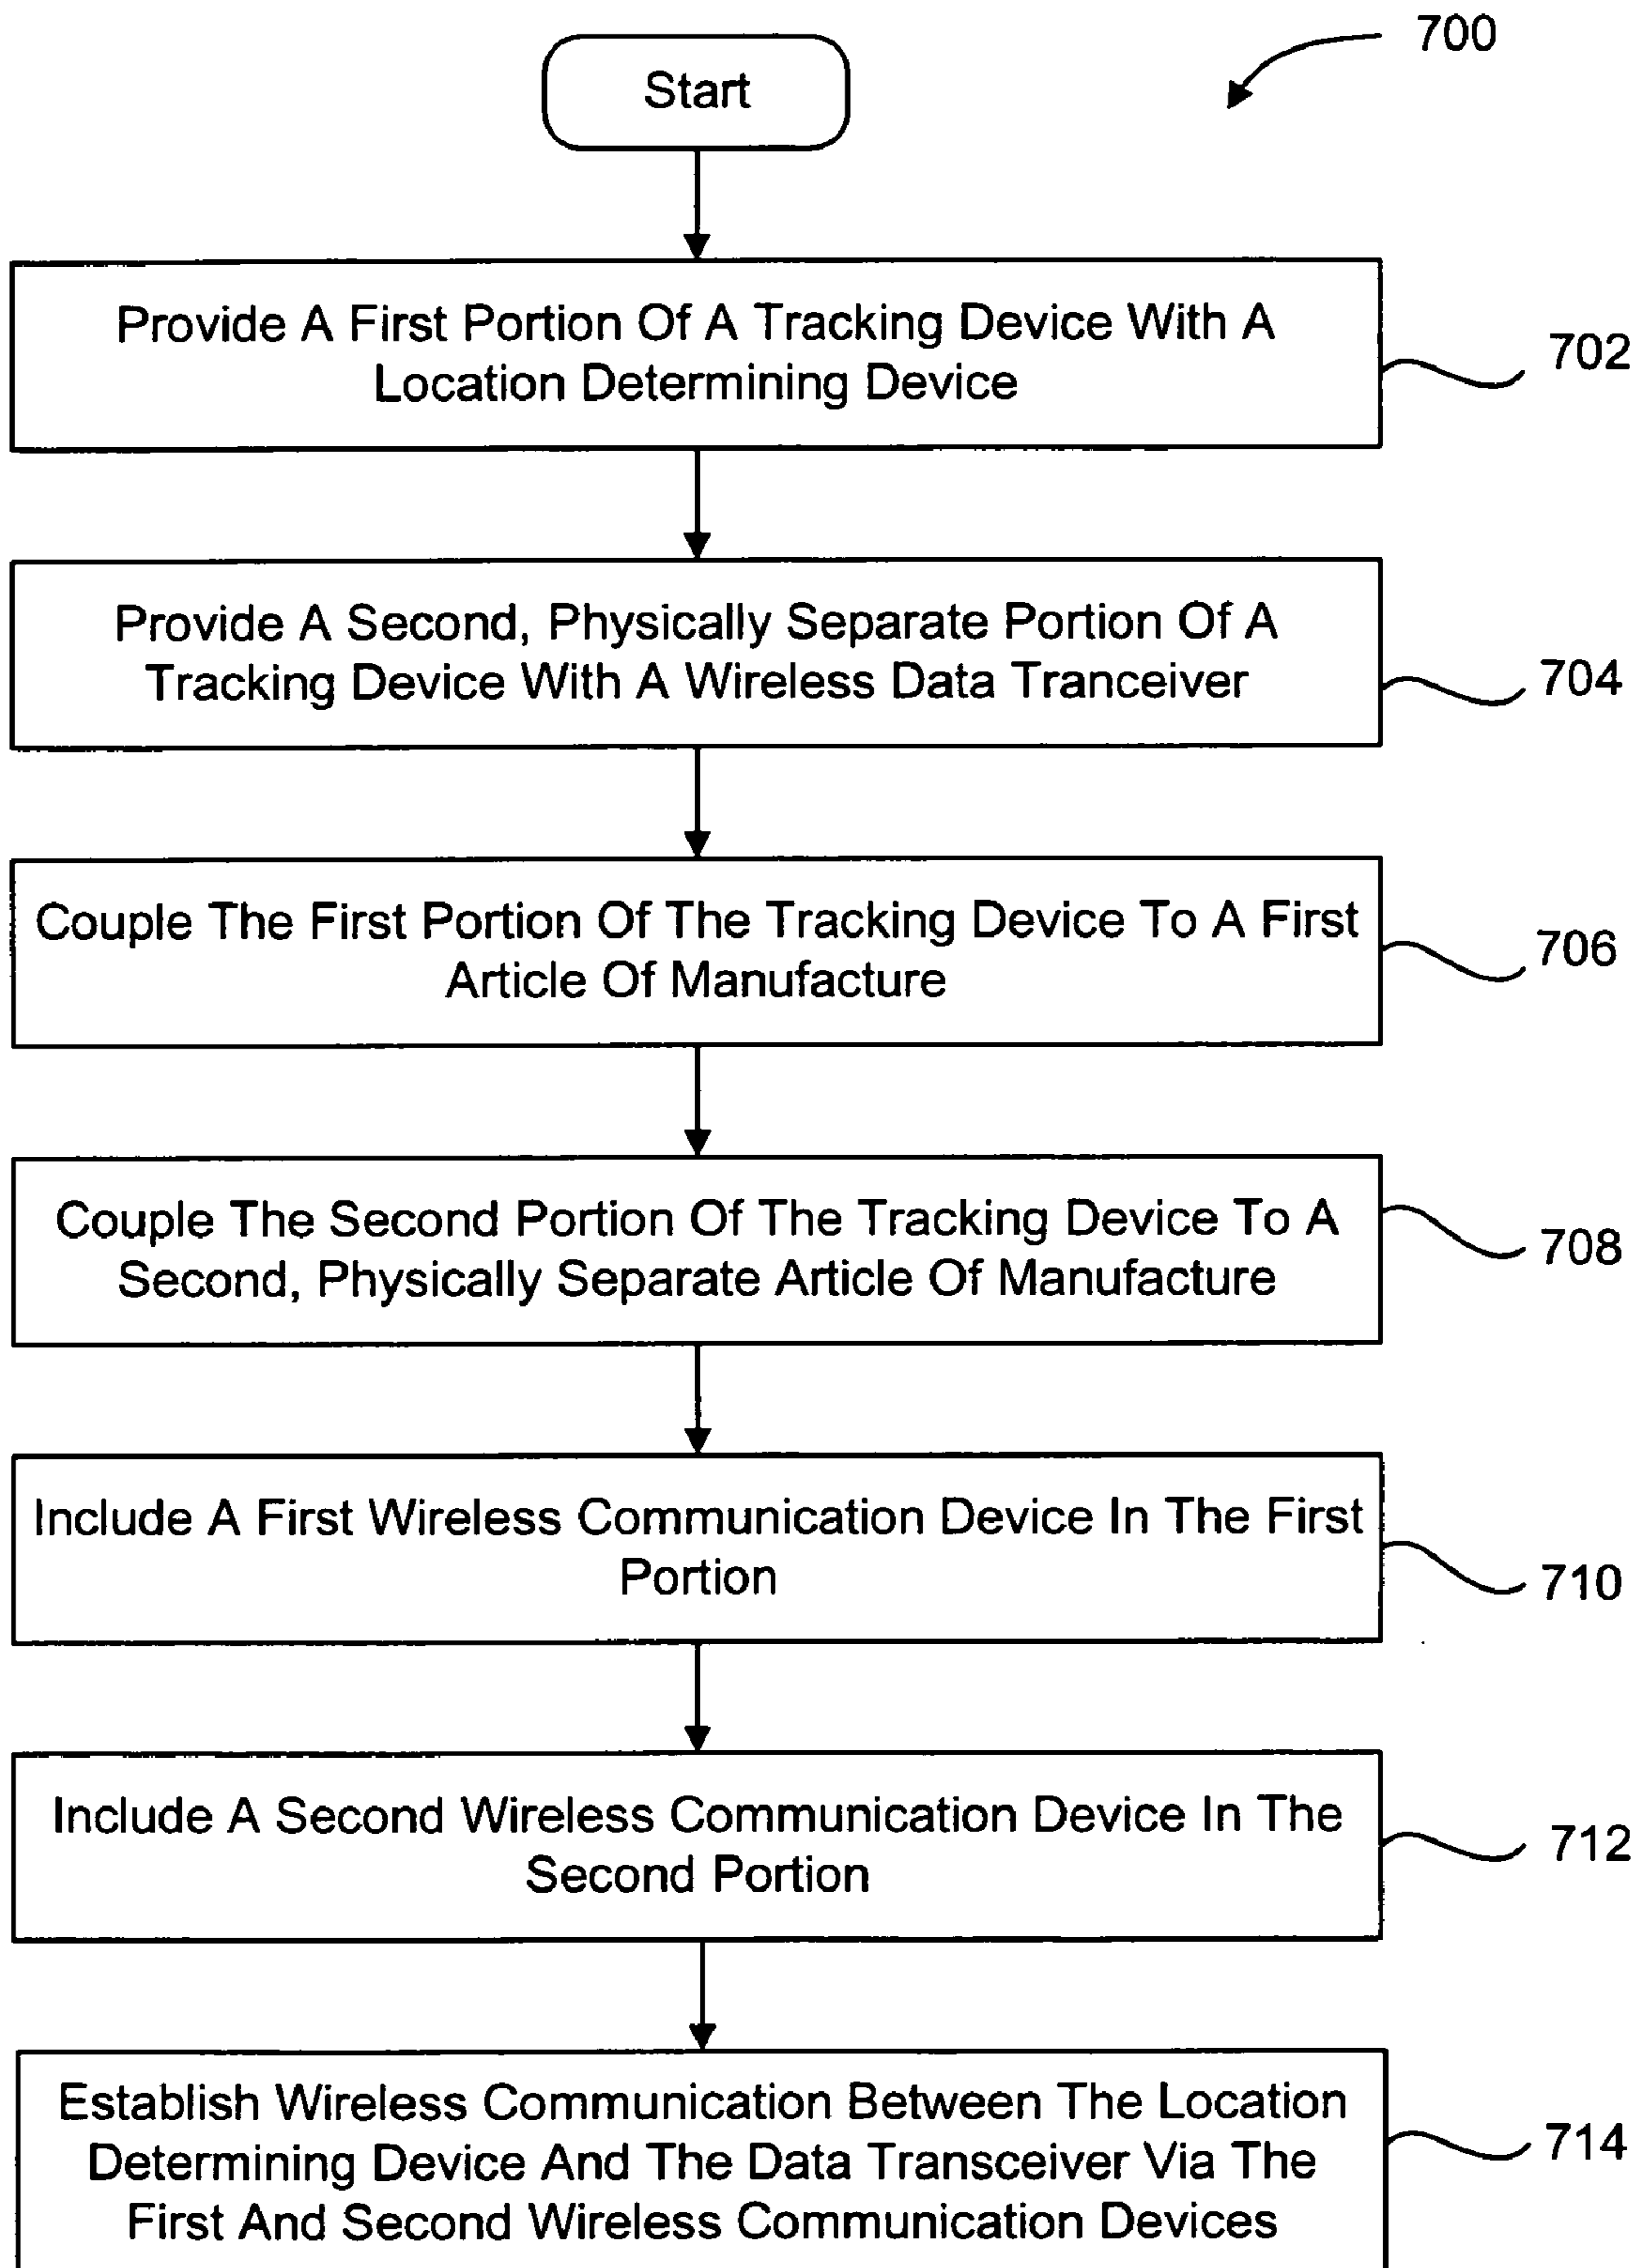 700
Start
Provide A First Portion Of A Tracking Device With A
Location Determining Device
702
Provide A Second, Physically Separate Portion Of A
Tracking Device With A Wireless Data Tranceiver
704
Couple The First Portion Of The Tracking Device To A First
Article Of Manufacture
706
Couple The Second Portion Of The Tracking Device To A
Second, Physically Separate Article Of Manufacture
708
Include A First Wireless Communication Device In The First
Portion
710
Include A Second Wireless Communication Device In The
Second Portion
712
Establish Wireless Communication Between The Location
Determining Device And The Data Transceiver Via The
First And Second Wireless Communication Devices
714